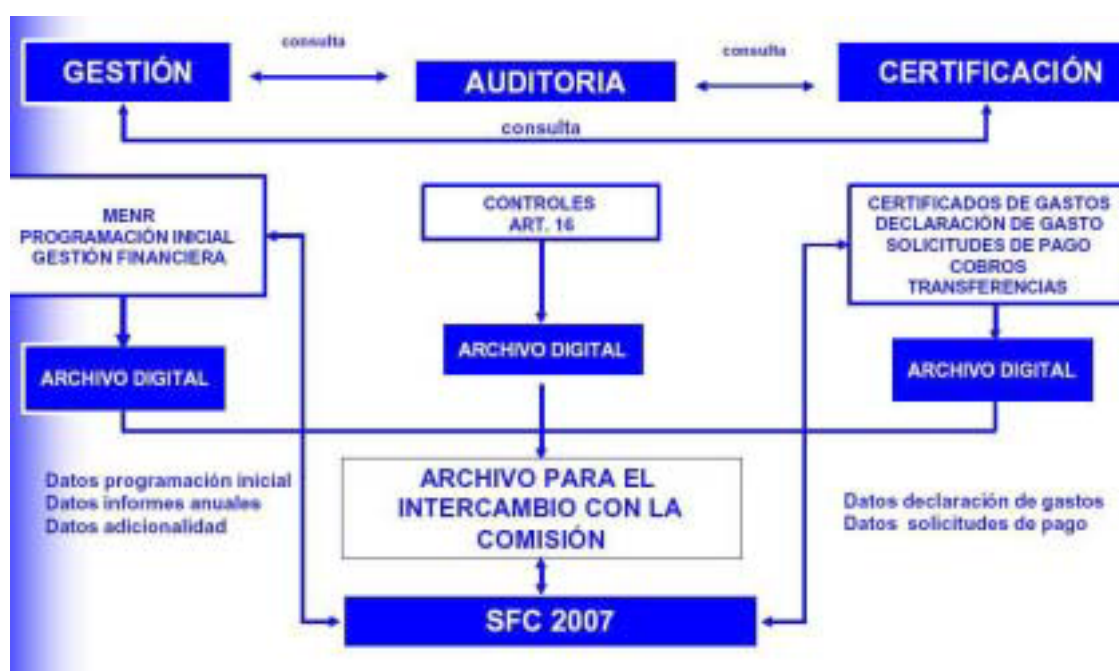 consulta
GESTIÓN
AUDITORIA
consulta
CERTIFICACIÓN
consulta
MENR
PROGRAMACIÓN INICIAL
GESTIÓN FINANCIERA
CONTROLES
ART. 16
CERTIFICADOS DE GASTOS
DECLARACIÓN DE GASTO
SOLICITUDES DE PAGO
COBROS
TRANSFERENCIAS
ARCHIVO DIGITAL
ARCHIVO DIGITAL
ARCHIVO DIGITAL
Datos programación inicial
Datos informes anuales
Datos adicionalidad
ARCHIVO PARA EL
INTERCAMBIO CON LA
COMISIÓN
Datos declaración de gastos
Datos solicitudes de pago
SFC 2007